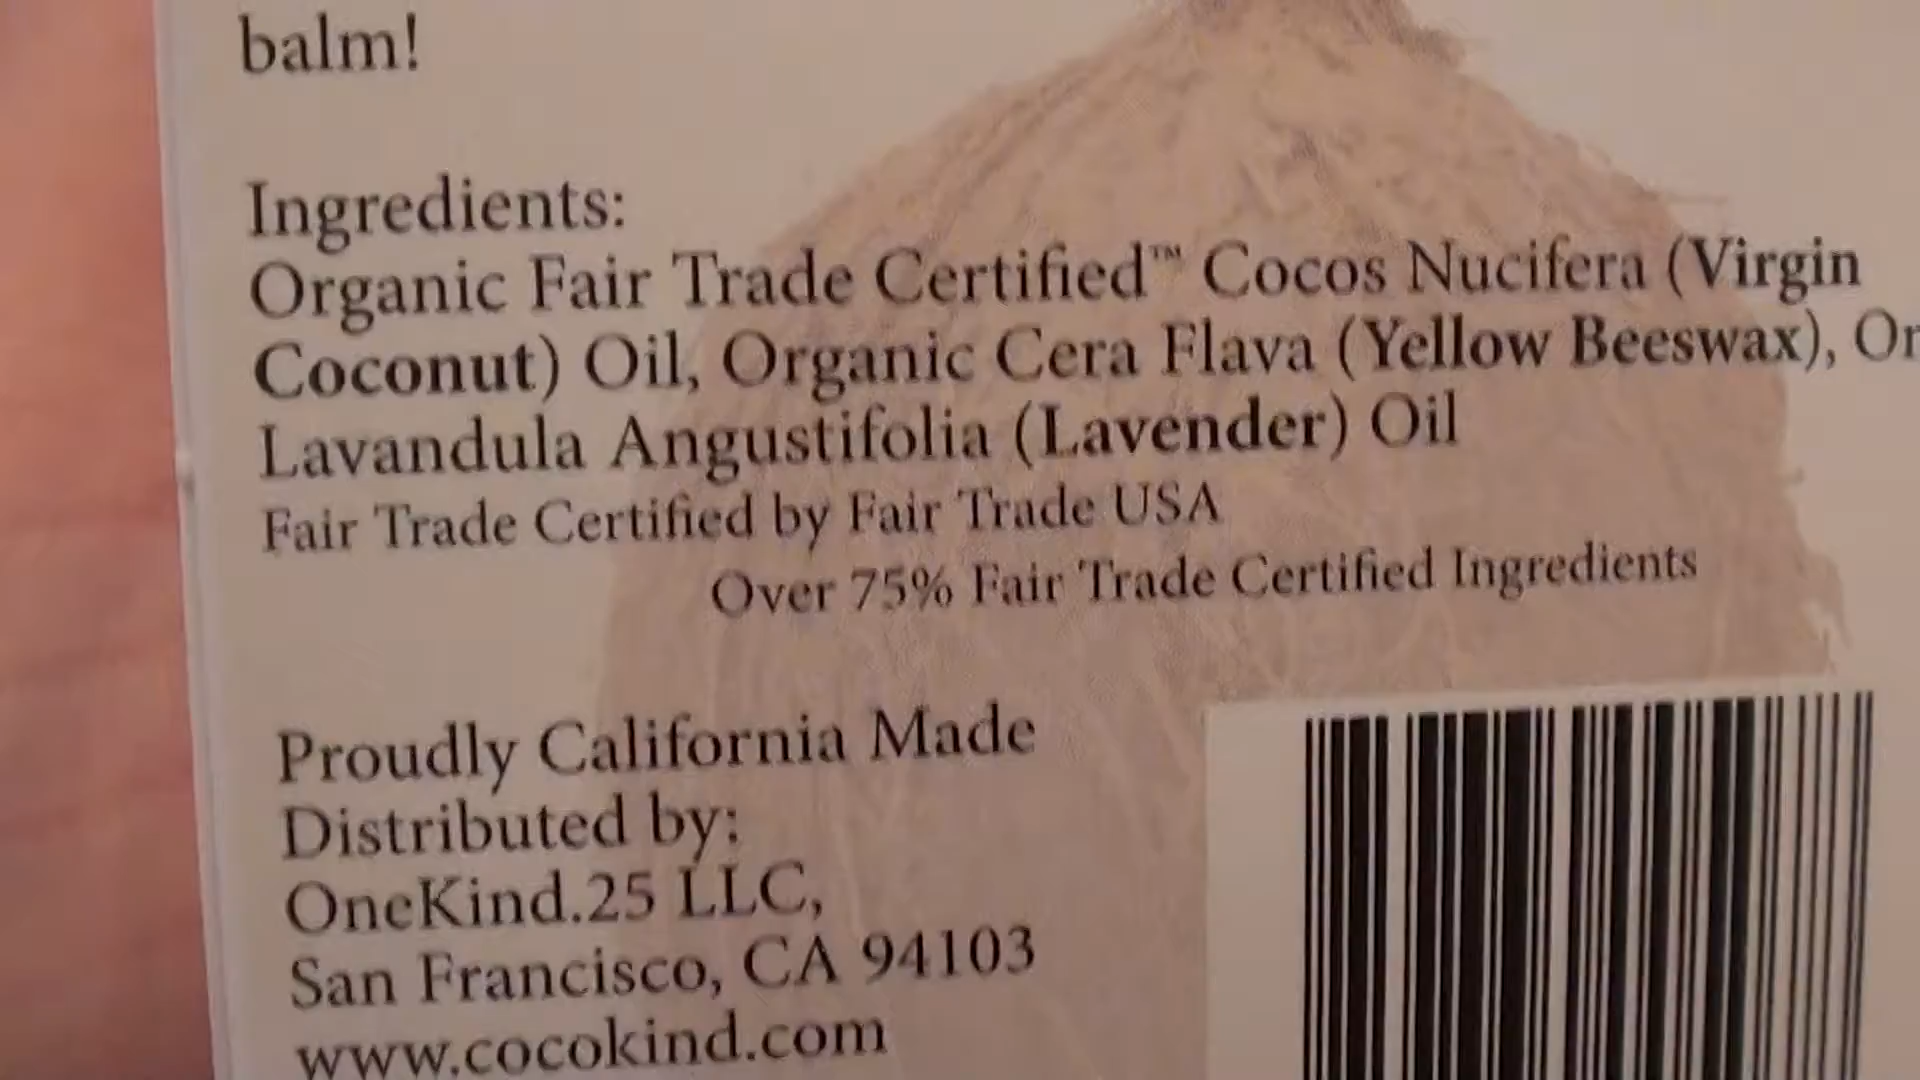 balm!
Ingredients:
Organic Fair Trade Certified™ Cocos Nucifera (Virgin
Coconut) Oil, Organic Cera Flava (Yellow Beeswax),
Lavandula Angustifolia (Lavender) Oil
Fair Trade Certified by Fair Trade USA
Over 75% Fair Trade Certified Ingredients
Proudly California Made
Distributed by:
OneKind.25 LLC,
San Francisco, CA 94103
www.cocokind.com